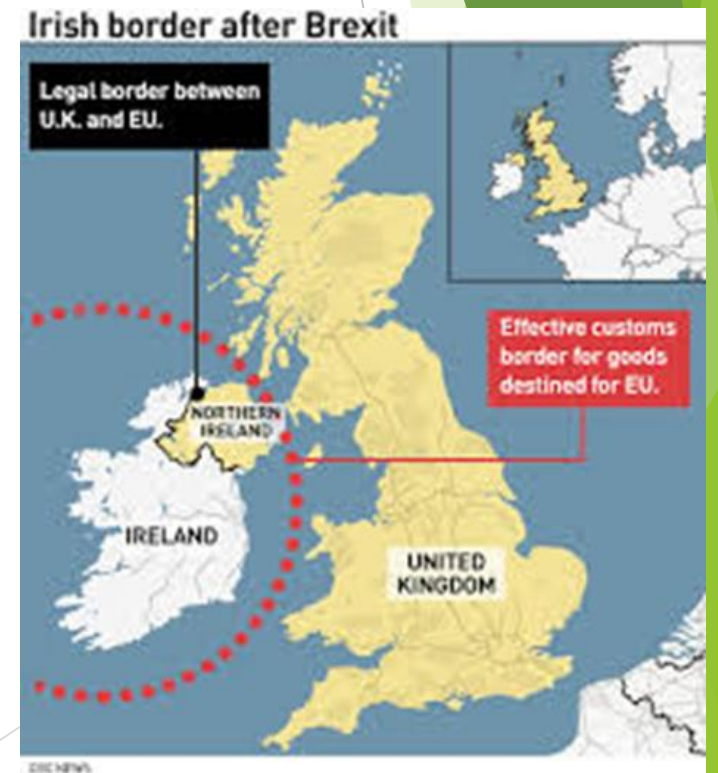 Irish border after Brexit
Legal border between
U.K. and EU.
Effective customs
border for goods
destined for EU.
NORTHERN
IRELAND
IRELAND
UNITED
KINGDOM